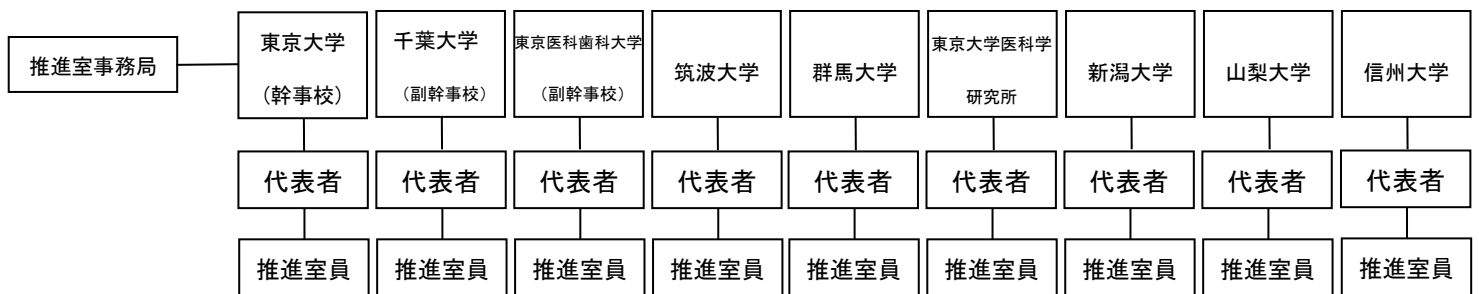 推進室事務局
東京大学
（幹事校）
千葉大学
（副幹事校）
東京医科歯科大学
（副幹事校）
筑波大学
群馬大学
東京大学医科学
研究所
新潟大学
山梨大学
信州大学
代表者
代表者
代表者
代表者
代表者
代表者
代表者
代表者
代表者
推進室員
推進室員
推進室員
推進室員
推進室員
推進室員
推進室員
推進室員
推進室員